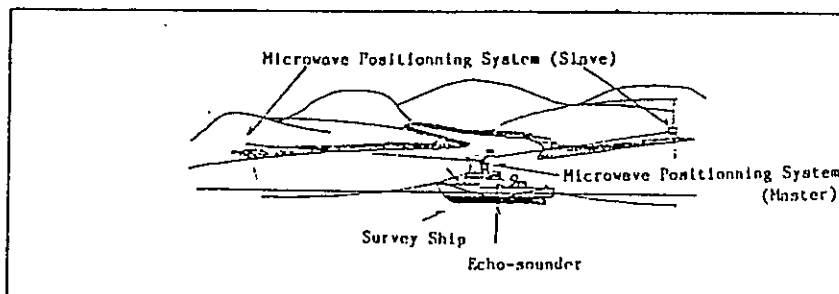 Microwave Positionning System (Slave)
Microwave Positionning System
(Master)
Survey Ship
Echo-sounder